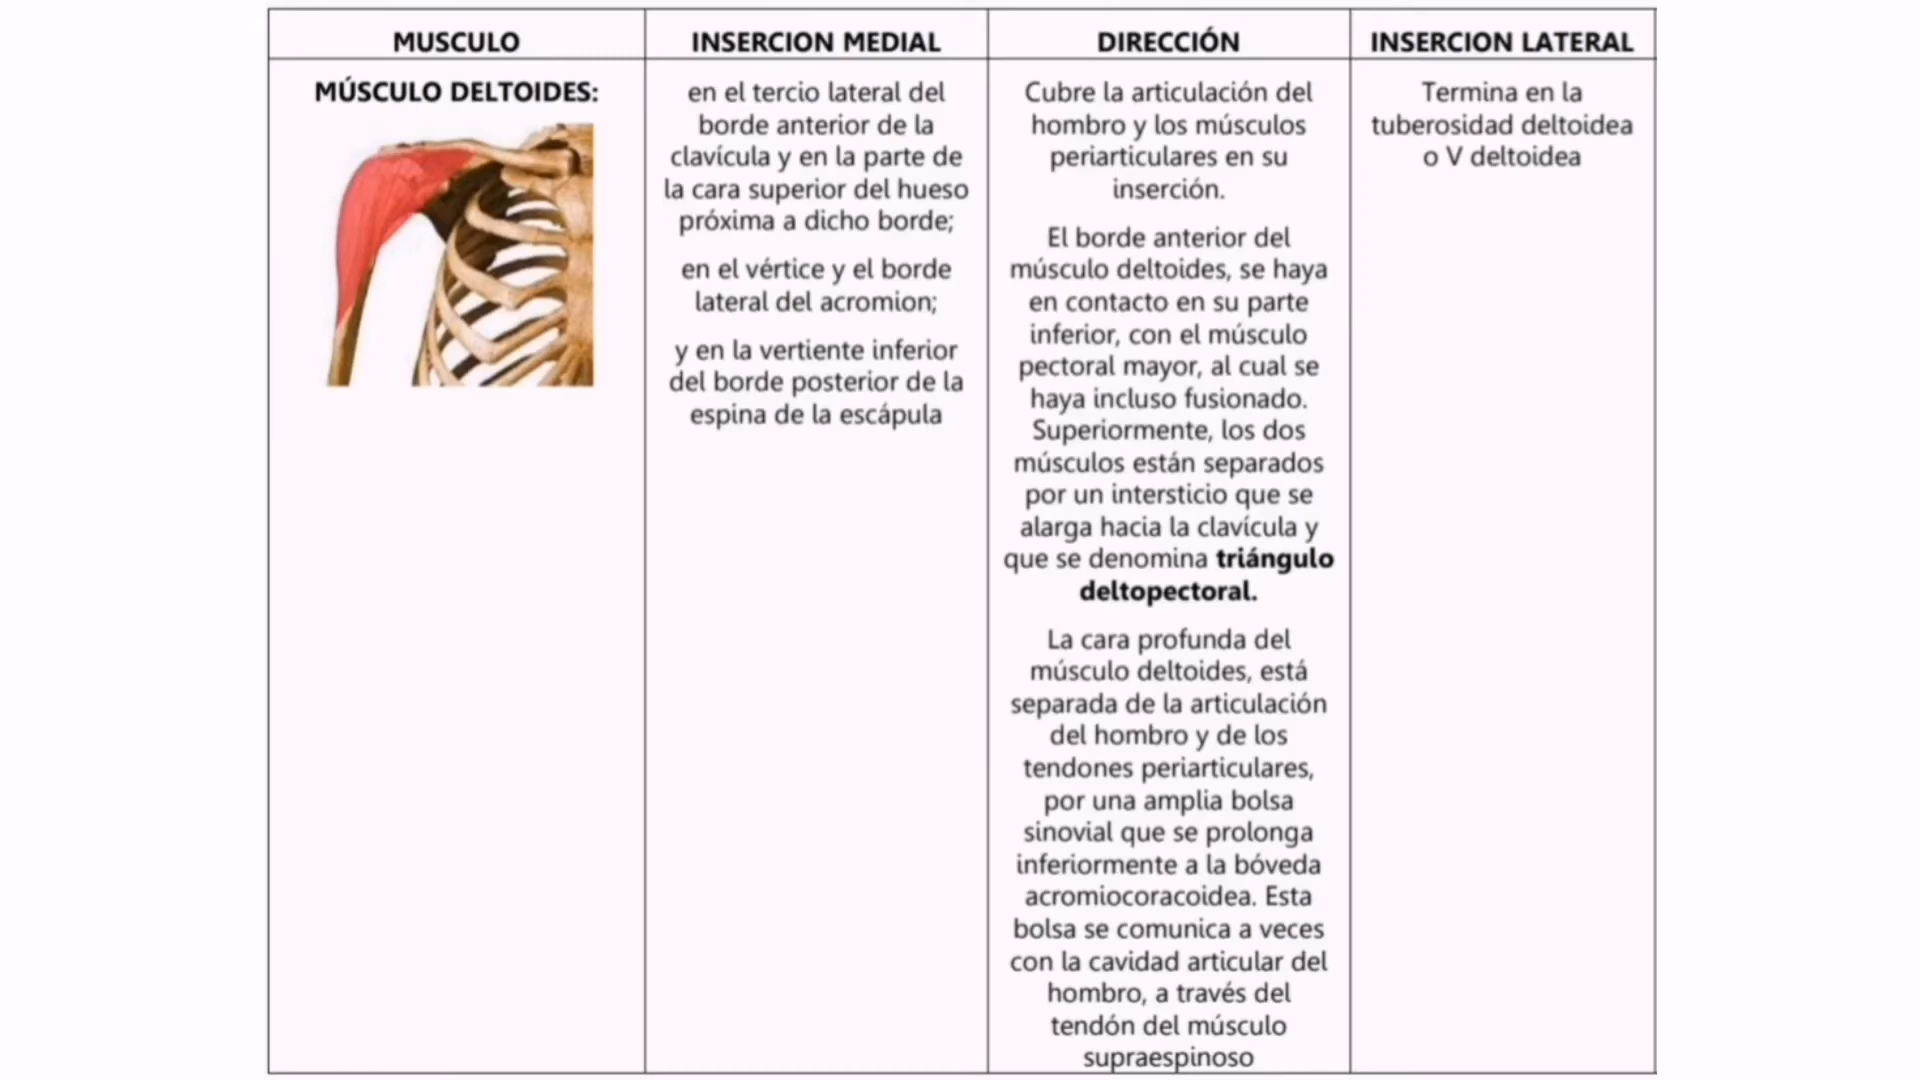 MUSCULO
INSERCION MEDIAL
DIRECCIÓN
INSERCION LATERAL
MÚSCULO DELTOIDES:
en el tercio lateral del
borde anterior de la
clavícula y en la parte de
la cara superior del hueso
próxima a dicho borde;
en el vértice y el borde
lateral del acromion;
y en la vertiente inferior
del borde posterior de la
espina de la escápula
Cubre la articulación del
hombro y los músculos
periarticulares en su
inserción.
El borde anterior del
músculo deltoides, se haya
en contacto en su parte
inferior, con el músculo
pectoral mayor, al cual se
haya incluso fusionado.
Superiormente, los dos
músculos están separados
por un intersticio que se
alarga hacia la clavícula y
que se denomina triángulo
deltopectoral.
La cara profunda del
músculo deltoides, está
separada de la articulación
del hombro y de los
tendones periarticulares,
por una amplia bolsa
sinovial que se prolonga
inferiormente a la bóveda
acromiocoracoidea. Esta
bolsa se comunica a veces
con la cavidad articular del
hombro, a través del
tendón del músculo
supraespinoso
Termina en la
tuberosidad deltoidea
o V deltoidea